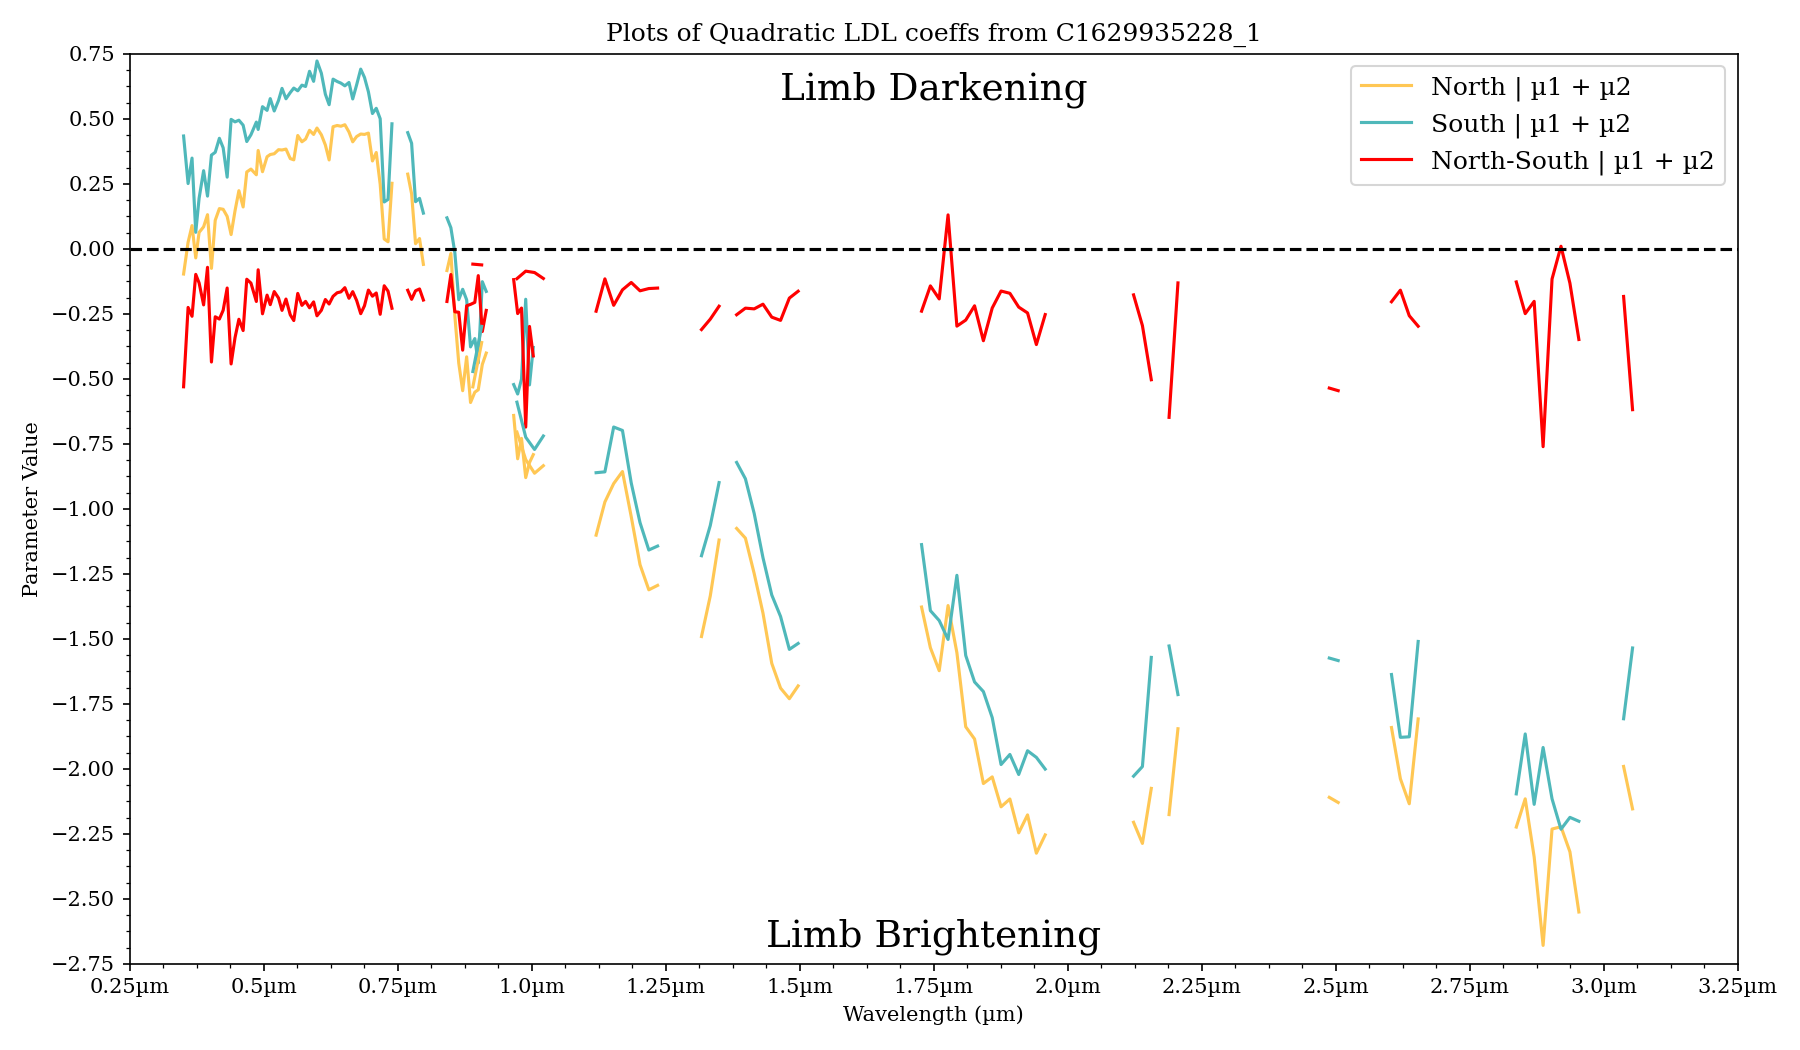 Plots of Quadratic LDL coeffs from C1629935228_1
Limb Darkening
North | µ1 + µ2
South | µ1 + µ2
North-South | µ1 + µ2
0.75
0.50
0.25
0.00
−0.25
−0.50
−0.75
−1.00
−1.25
−1.50
−1.75
−2.00
−2.25
−2.50
−2.75
Parameter Value
Limb Brightening
0.25µm 0.5µm 0.75µm 1.0µm 1.25µm 1.5µm 1.75µm 2.0µm 2.25µm 2.5µm 2.75µm 3.0µm 3.25µm
Wavelength (µm)